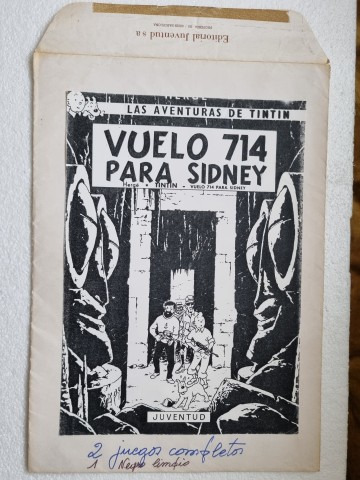 Editorial Juventud s a
HERGÉ
LAS AVENTURAS DE TINTIN
VUELO 714
PARA SIDNEY
Hergé * TINTIN - VUELO 714 PARA SIDNEY
JUVENTUD
2 juegos completos
1 Negro limpio